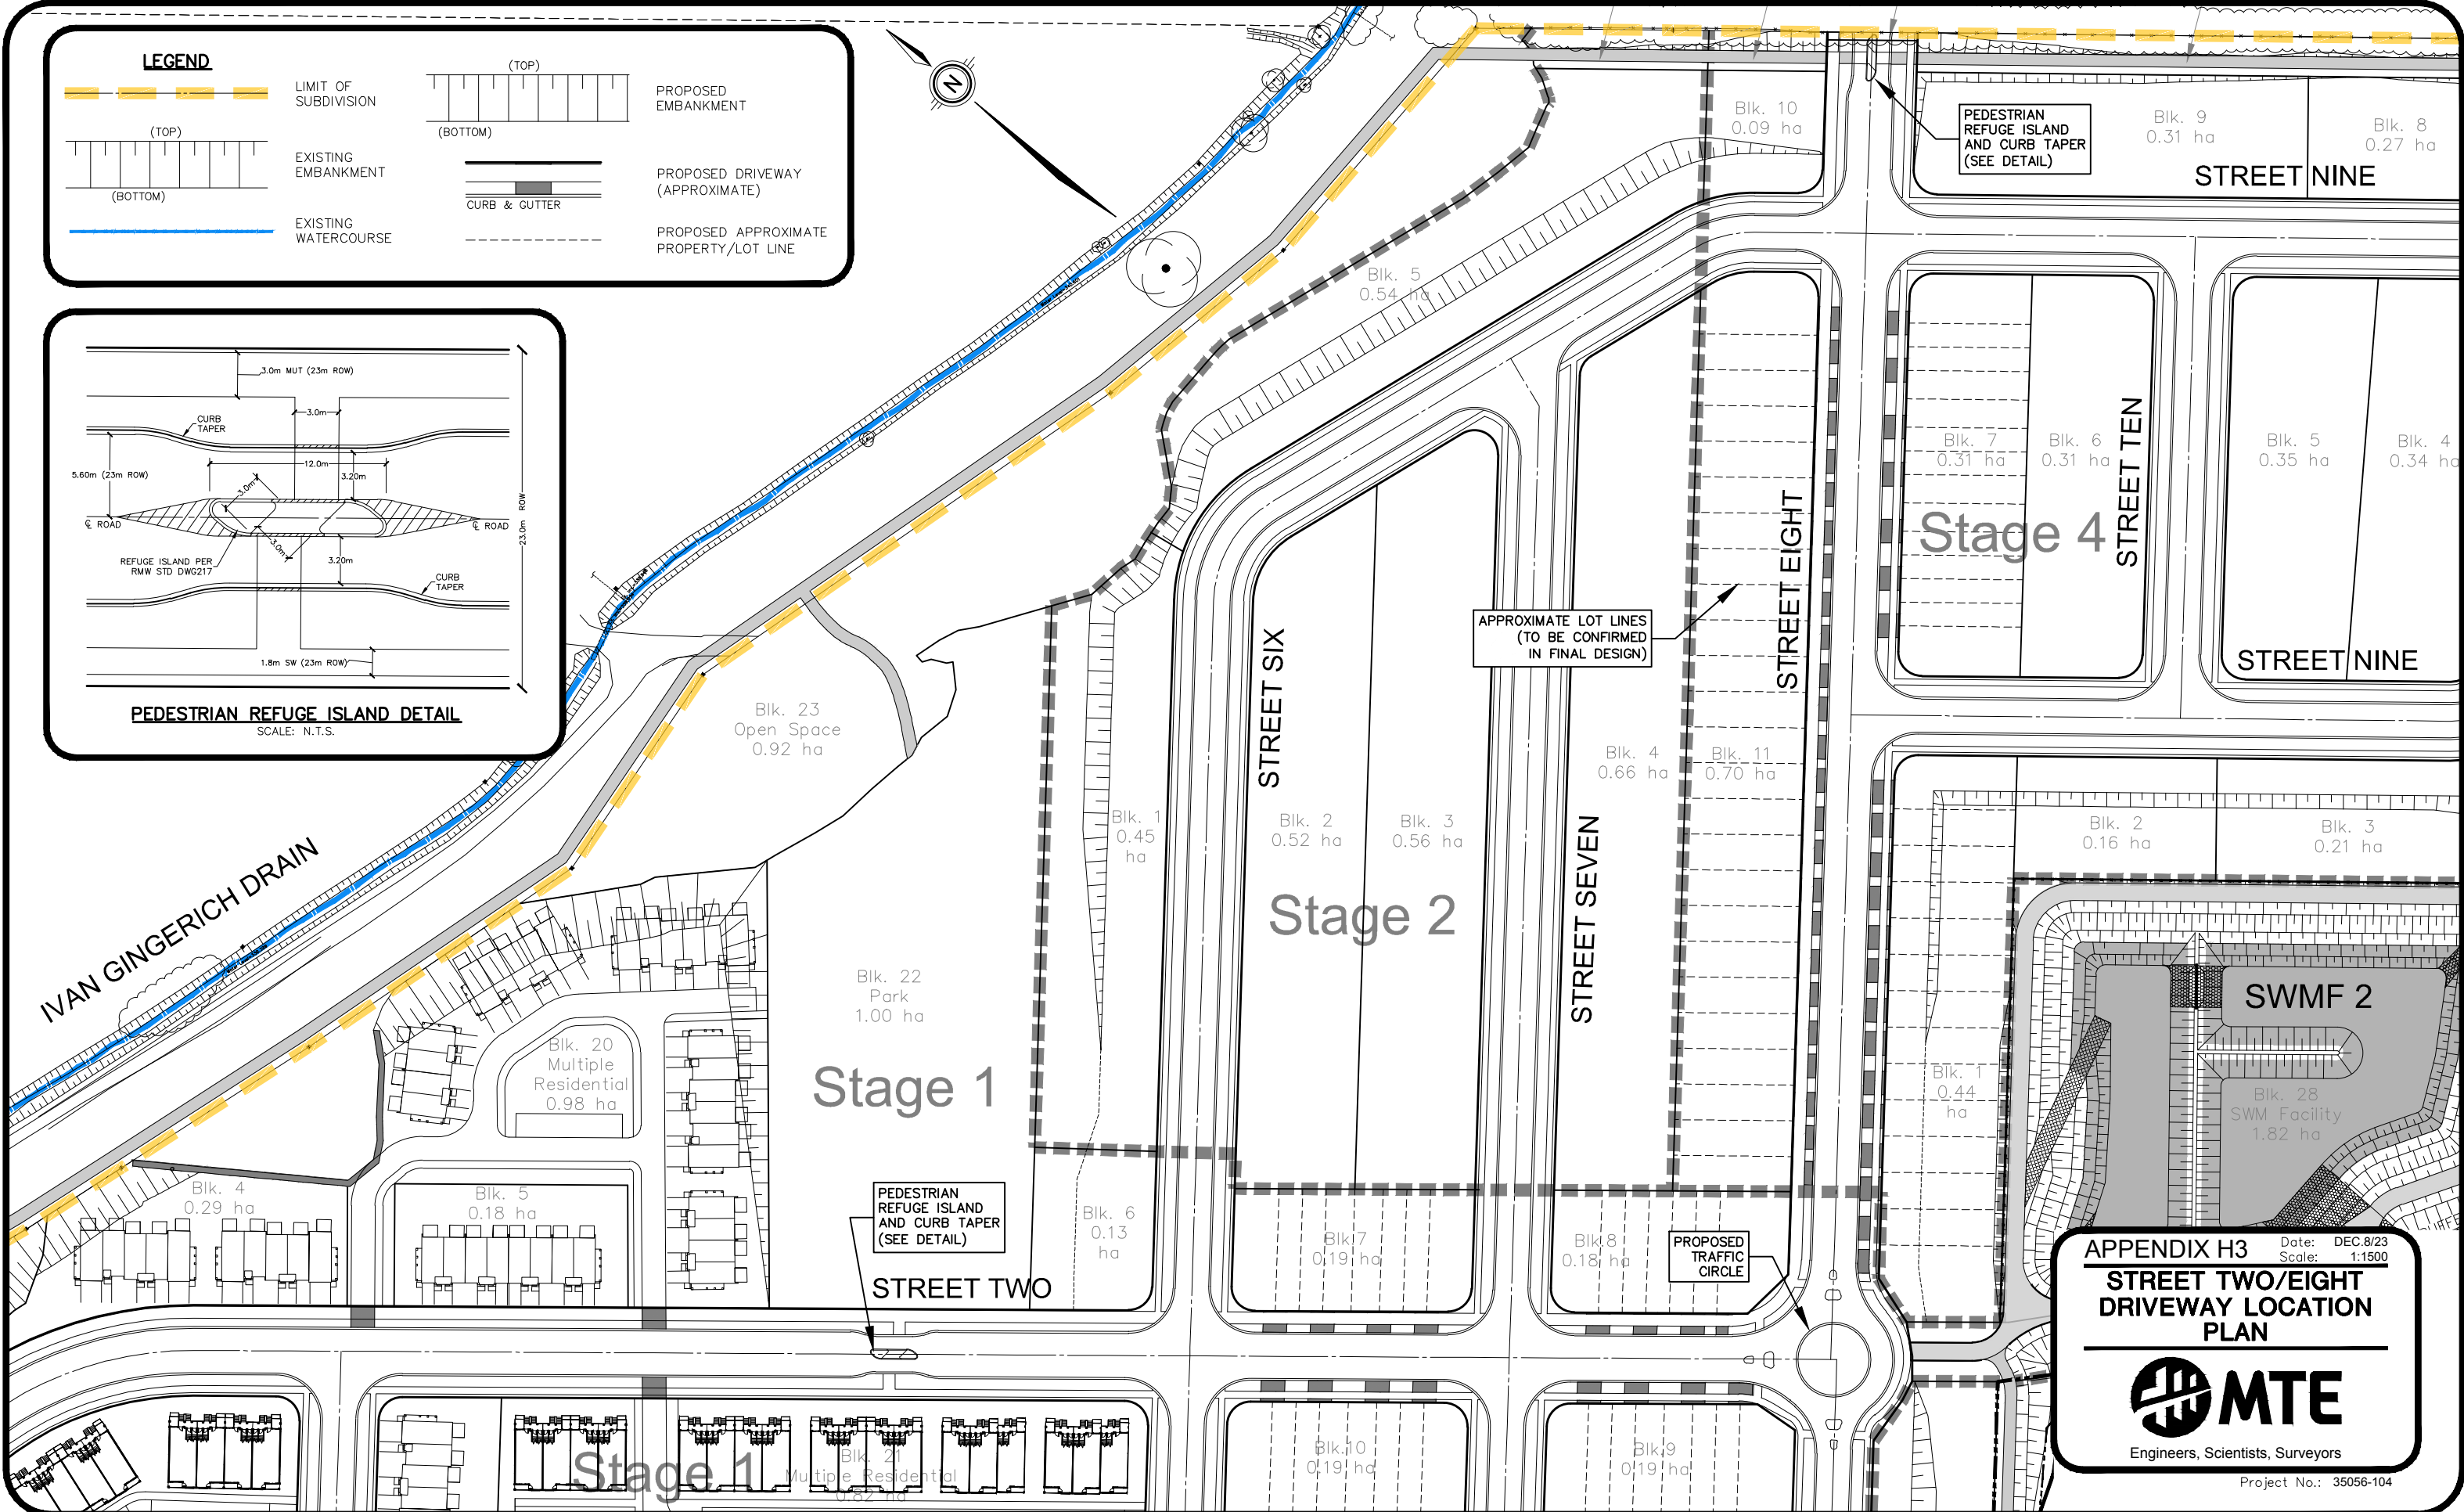 LEGEND
LIMIT OF
SUBDIVISION
(TOP)
(BOTTOM)
EXISTING
EMBANKMENT
EXISTING
WATERCOURSE
(TOP)
(BOTTOM)
PROPOSED
EMBANKMENT
CURB & GUTTER
PROPOSED DRIVEWAY
(APPROXIMATE)
PROPOSED APPROXIMATE
PROPERTY/LOT LINE
N
3.0m MUT (23m ROW)
3.0m
CURB
TAPER
12.0m
5.60m (23m ROW)
3.20m
3.0m
℄ ROAD
℄ ROAD
3.0m
23.0m ROW
REFUGE ISLAND PER
RMW STD DWG217
3.20m
CURB
TAPER
1.8m SW (23m ROW)
PEDESTRIAN REFUGE ISLAND DETAIL
SCALE: N.T.S.
Blk. 10
0.09 ha
PEDESTRIAN
REFUGE ISLAND
AND CURB TAPER
(SEE DETAIL)
Blk. 9
0.31 ha
Blk. 8
0.27 ha
STREET NINE
Blk. 5
0.54 ha
Blk. 7
0.31 ha
Blk. 6
0.31 ha
STREET TEN
Blk. 5
0.35 ha
Blk. 4
0.34 ha
Stage 4
STREET EIGHT
APPROXIMATE LOT LINES
(TO BE CONFIRMED
IN FINAL DESIGN)
STREET NINE
STREET SIX
Blk. 23
Open Space
0.92 ha
Blk. 4
0.66 ha
Blk. 11
0.70 ha
Blk. 1
0.45
ha
Blk. 2
0.52 ha
Blk. 3
0.56 ha
Blk. 2
0.16 ha
Blk. 3
0.21 ha
STREET SEVEN
Stage 2
IVAN GINGERICH DRAIN
Blk. 22
Park
1.00 ha
SWMF 2
Blk. 20
Multiple
Residential
0.98 ha
Stage 1
Blk. 1
0.44
ha
Blk. 28
SWM Facility
1.82 ha
Blk. 4
0.29 ha
Blk. 5
0.18 ha
PEDESTRIAN
REFUGE ISLAND
AND CURB TAPER
(SEE DETAIL)
Blk. 6
0.13
ha
Blk.7
0.19 ha
Blk.8
0.18 ha
PROPOSED
TRAFFIC
CIRCLE
STREET TWO
Stage 1
Blk. 21
Multiple Residential
0.82 ha
Blk.10
0.19 ha
Blk.9
0.19 ha
APPENDIX H3
Date: DEC.8/23
Scale: 1:1500
STREET TWO/EIGHT
DRIVEWAY LOCATION
PLAN
MTE
Engineers, Scientists, Surveyors
Project No.: 35056-104